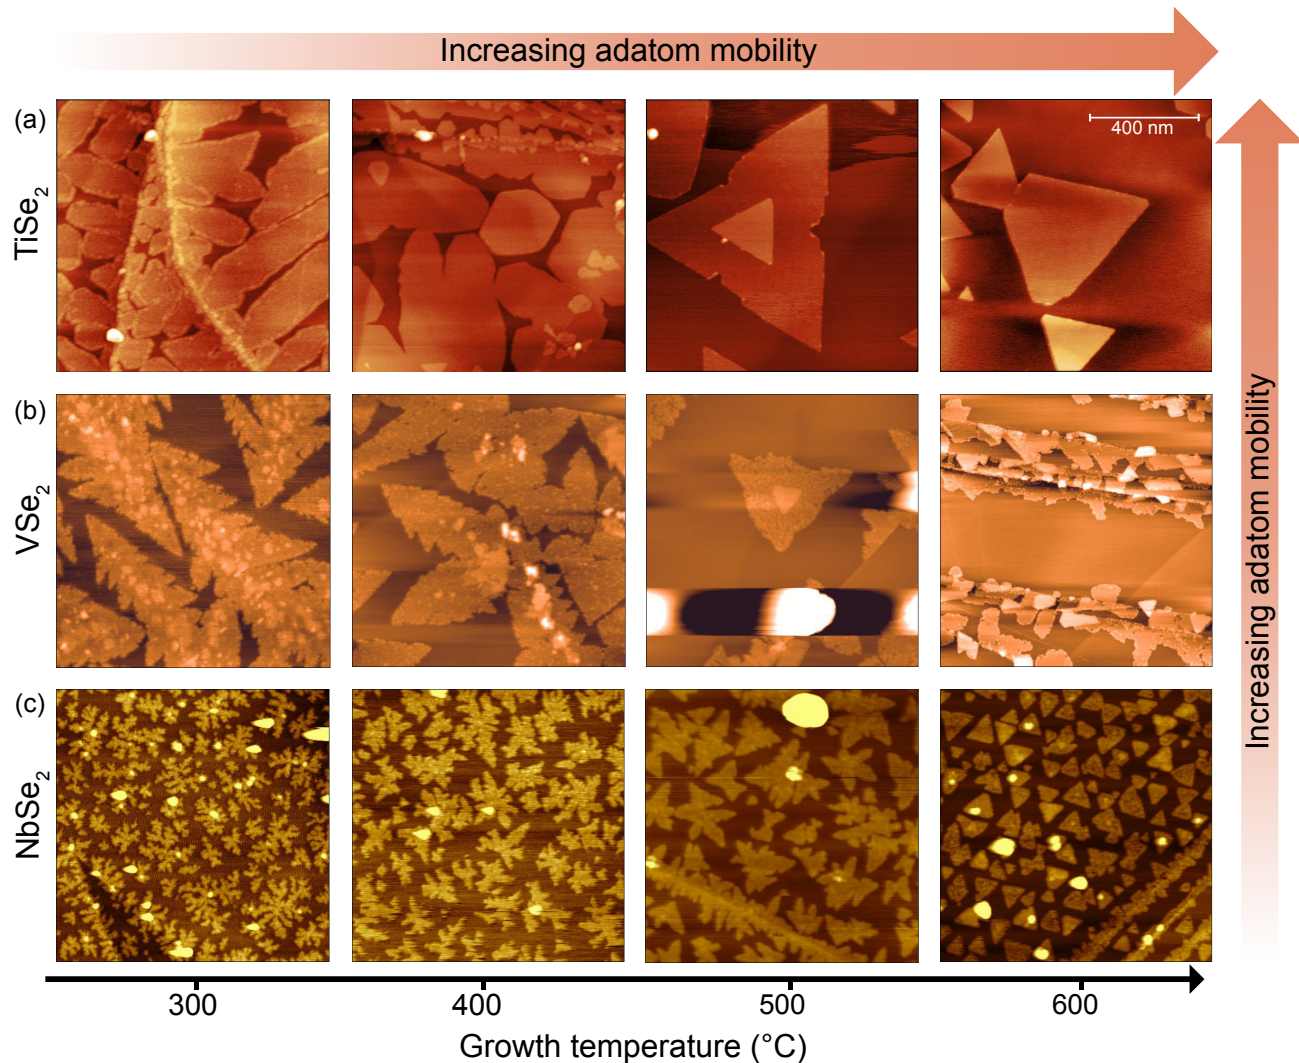 Increasing adatom mobility
(a)
TiSe₂
400 nm
Increasing adatom mobility
(b)
VSe₂
(c)
NbSe₂
300
400
500
600
Growth temperature (°C)